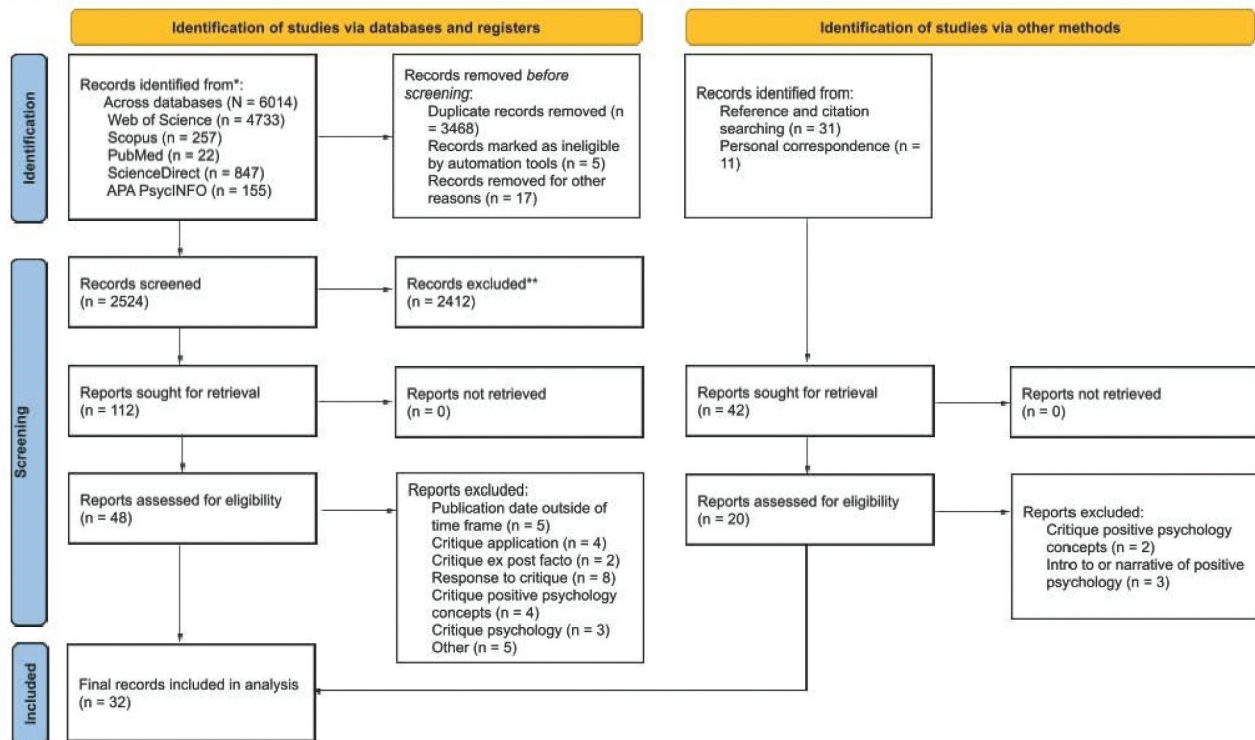 Identification of studies via databases and registers
Identification of studies via other methods
Identification
Records identified from*:
Across databases (N = 6014)
Web of Science (n = 4733)
Scopus (n = 257)
PubMed (n = 22)
ScienceDirect (n = 847)
APA PsycINFO (n = 155)
Records removed before
screening:
Duplicate records removed (n
= 3468)
Records marked as ineligible
by automation tools (n = 5)
Records removed for other
reasons (n = 17)
Records identified from:
Reference and citation
searching (n = 31)
Personal correspondence (n =
11)
Screening
Records screened
(n = 2524)
Records excluded**
(n = 2412)
Reports sought for retrieval
(n = 112)
Reports not retrieved
(n = 0)
Reports sought for retrieval
(n = 42)
Reports not retrieved
(n = 0)
Reports assessed for eligibility
(n = 48)
Reports excluded:
Publication date outside of
time frame (n = 5)
Critique application (n = 4)
Critique ex post facto (n = 2)
Response to critique (n = 8)
Critique positive psychology
concepts (n = 4)
Critique psychology (n = 3)
Other (n = 5)
Reports assessed for eligibility
(n = 20)
Reports excluded:
Critique positive psychology
concepts (n = 2)
Intro to or narrative of positive
psychology (n = 3)
Included
Final records included in analysis
(n = 32)